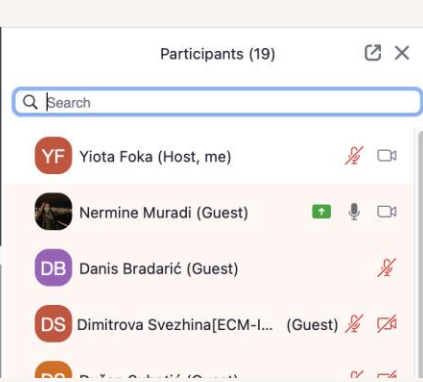 Participants (19)
Search
YF Yiota Foka (Host, me)
Nermine Muradi (Guest)
DB Danis Bradarić (Guest)
DS Dimitrova Svezhina[ECM-I... (Guest)